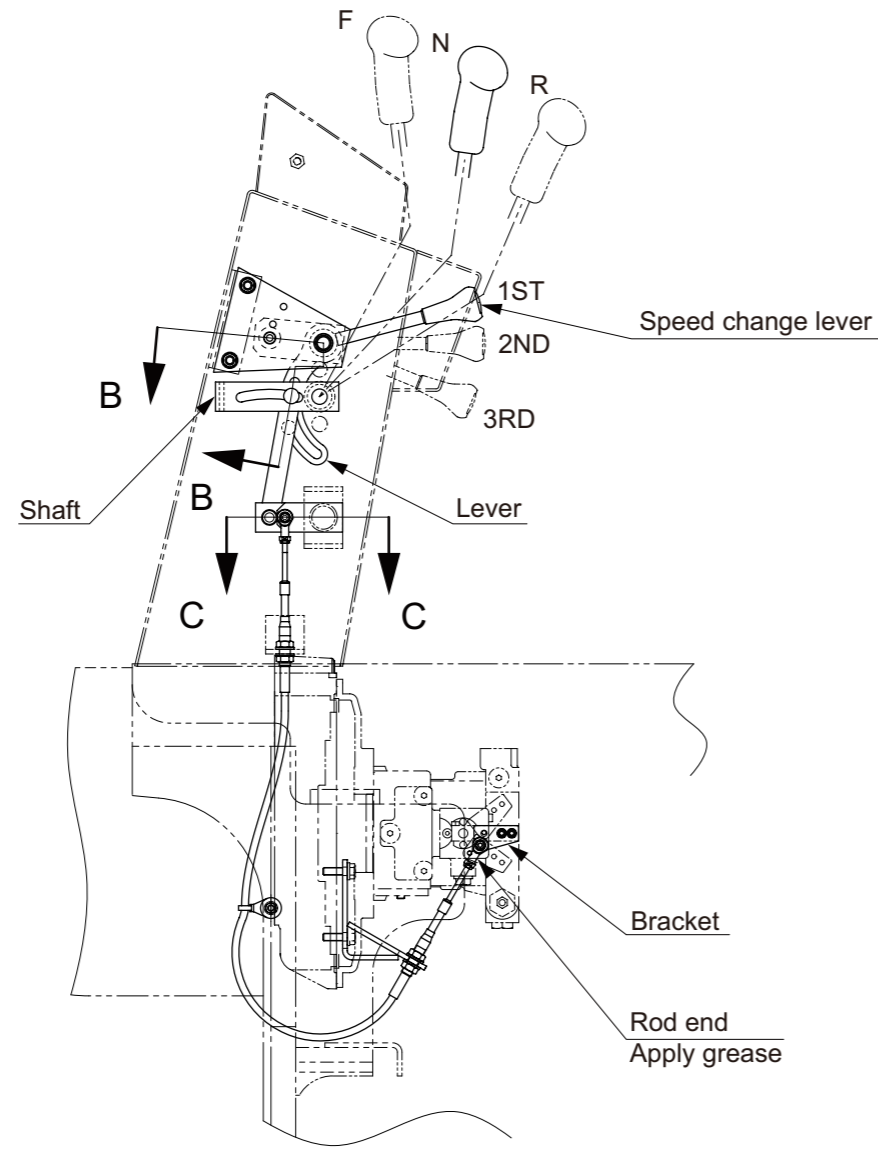 F
N
R
1ST
Speed change lever
2ND
B
3RD
B
Shaft
Lever
C
C
Bracket
Rod end
Apply grease